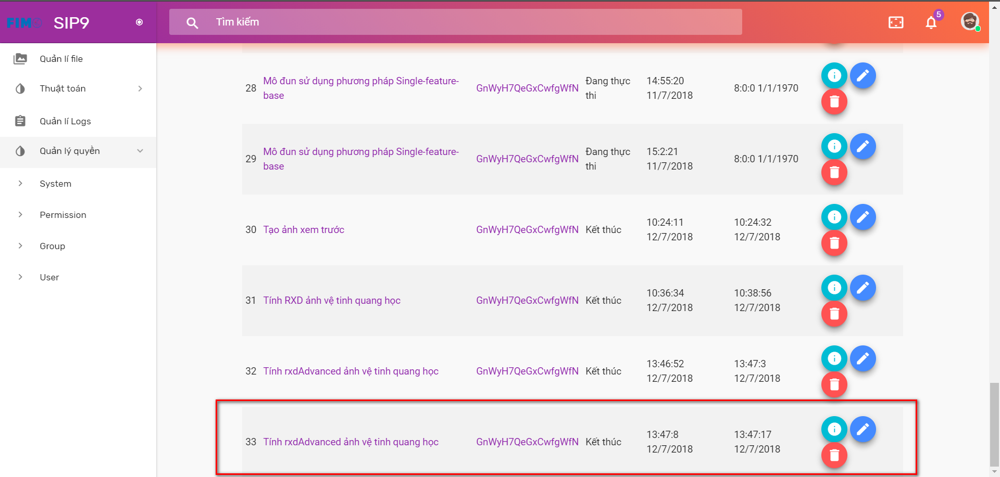 FIMO SIP9
Tìm kiếm
5
Quản lí file
Thuật toán
Quản lí Logs
Quản lý quyền
System
Permission
Group
User
28 Mô đun sử dụng phương pháp Single-feature-base GnWyH7QeGxCwfgWfN Đang thực thi 14:55:20 11/7/2018 8:0:0 1/1/1970
29 Mô đun sử dụng phương pháp Single-feature-base GnWyH7QeGxCwfgWfN Đang thực thi 15:2:21 11/7/2018 8:0:0 1/1/1970
30 Tạo ảnh xem trước GnWyH7QeGxCwfgWfN Kết thúc 10:24:11 12/7/2018 10:24:32 12/7/2018
31 Tính RXD ảnh vệ tinh quang học GnWyH7QeGxCwfgWfN Kết thúc 10:36:34 12/7/2018 10:38:56 12/7/2018
32 Tính rxdAdvanced ảnh vệ tinh quang học GnWyH7QeGxCwfgWfN Kết thúc 13:46:52 12/7/2018 13:47:3 12/7/2018
33 Tính rxdAdvanced ảnh vệ tinh quang học GnWyH7QeGxCwfgWfN Kết thúc 13:47:8 12/7/2018 13:47:17 12/7/2018